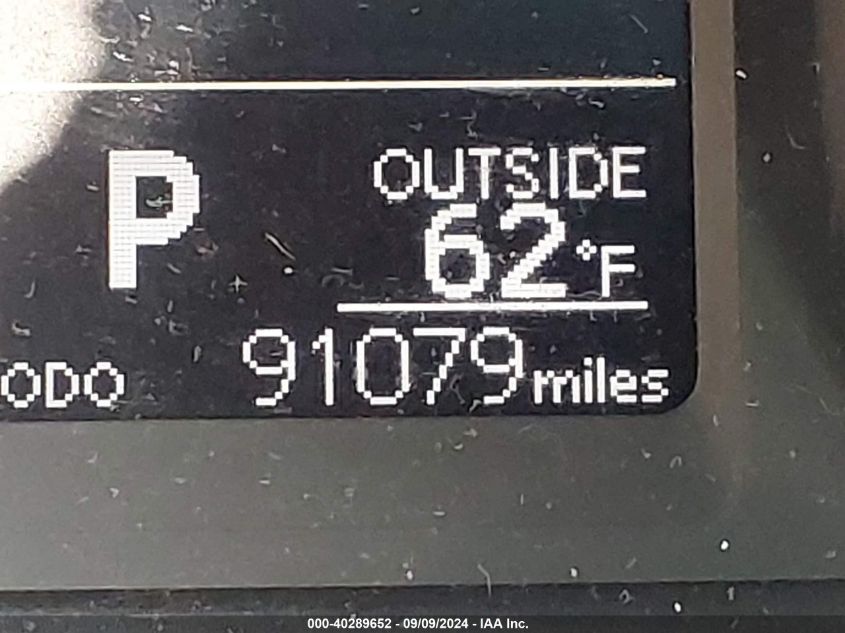 P
OUTSIDE
62°F
ODO 91079 miles
000-40289652 - 09/09/2024 - IAA Inc.